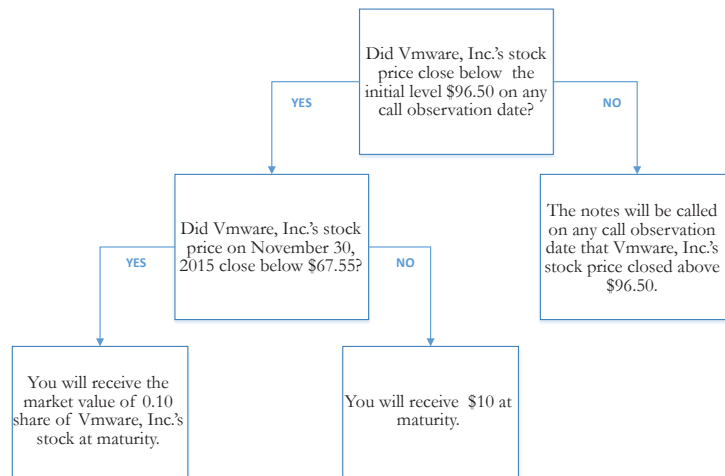 Did Vmware, Inc.'s stock
price close below the
initial level $96.50 on any
call observation date?
YES
NO
Did Vmware, Inc.'s stock
price on November 30,
2015 close below $67.55?
The notes will be called
on any call observation
date that Vmware, Inc.'s
stock price closed above
$96.50.
YES
NO
You will receive the
market value of 0.10
share of Vmware, Inc.'s
stock at maturity.
You will receive $10 at
maturity.